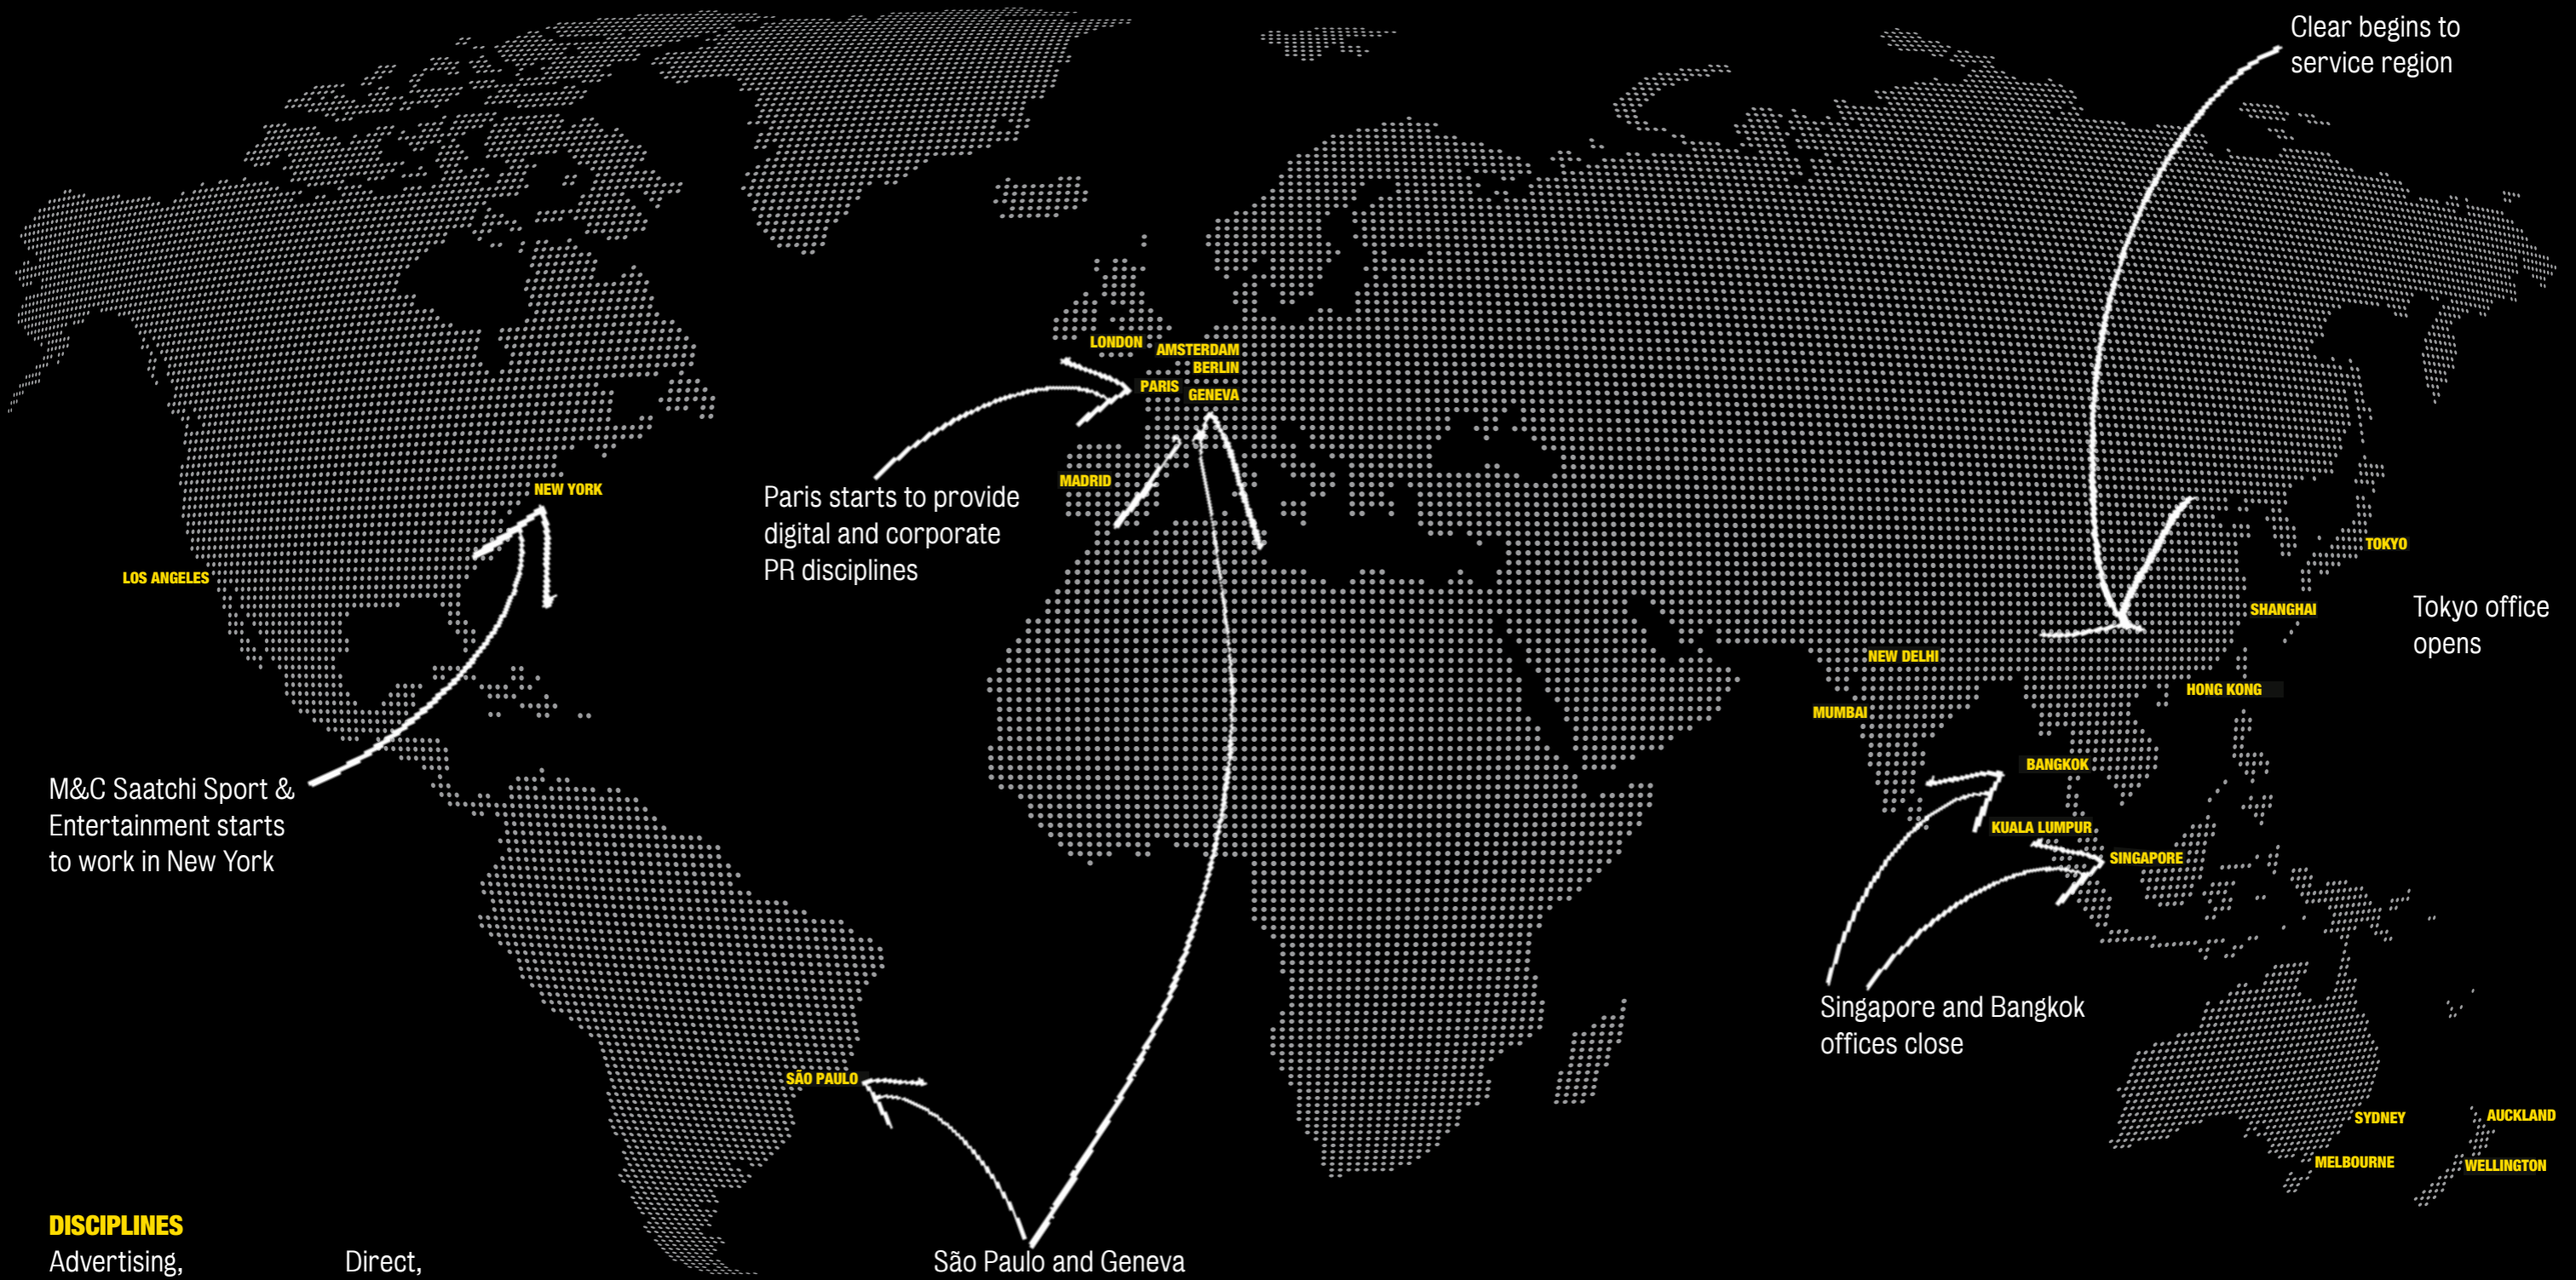 Clear begins to
service region
LONDON
AMSTERDAM
BERLIN
PARIS
GENEVA
MADRID
NEW YORK
LOS ANGELES
Paris starts to provide
digital and corporate
PR disciplines
TOKYO
SHANGHAI
Tokyo office
opens
NEW DELHI
HONG KONG
MUMBAI
BANGKOK
KUALA LUMPUR
SINGAPORE
M&C Saatchi Sport &
Entertainment starts
to work in New York
Singapore and Bangkok
offices close
SÃO PAULO
SYDNEY
AUCKLAND
MELBOURNE
WELLINGTON
DISCIPLINES
Advertising,
Direct,
São Paulo and Geneva